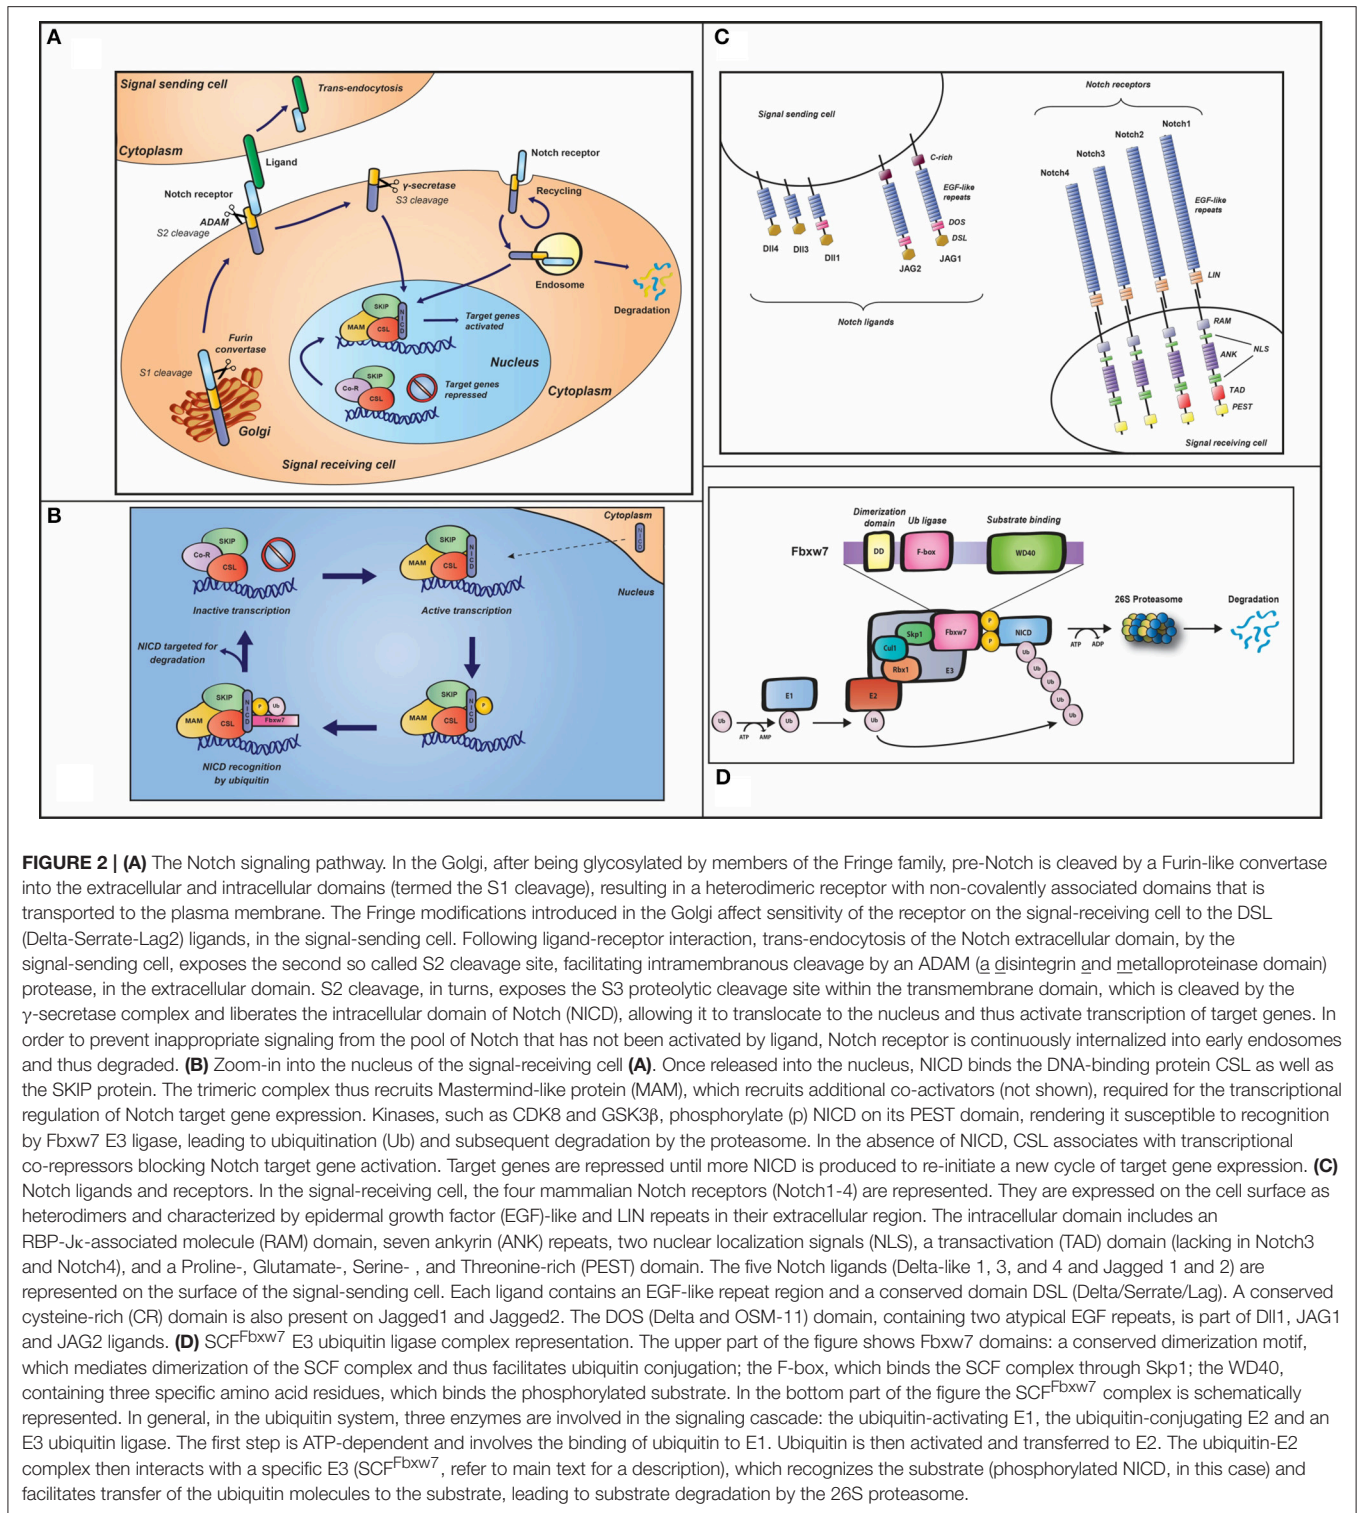 A
Signal sending cell
Trans-endocytosis
Cytoplasm
Ligand
Notch receptor
ADAM
S2 cleavage
γ-secretase
S3 cleavage
Notch receptor
Recycling
Endosome
Degradation
SKIP
MAM
CSL
NICD
Target genes
activated
Nucleus
Furin
convertase
S1 cleavage
SKIP
Co-R
CSL
Target genes
repressed
Cytoplasm
Golgi
Signal receiving cell
B
Cytoplasm
NICD
Nucleus
SKIP
Co-R
CSL
Inactive transcription
SKIP
MAM
CSL
NICD
Active transcription
NICD targeted for
degradation
SKIP
MAM
CSL
NICD
P
Ub
Fbxw7
NICD recognition
by ubiquitin
SKIP
MAM
CSL
NICD
P
C
Signal sending cell
C-rich
EGF-like
repeats
DOS
DSL
Dll4
Dll3
Dll1
JAG2
JAG1
Notch ligands
Notch receptors
Notch1
Notch2
Notch3
Notch4
EGF-like
repeats
LIN
RAM
ANK
NLS
TAD
PEST
Signal receiving cell
Dimerization
domain
Ub ligase
Substrate binding
Fbxw7
DD
F-box
WD40
Skp1
Fbxw7
P
P
NICD
Cul1
Rbx1
E3
E2
E1
Ub
ATP
AMP
Ub
Ub
Ub
Ub
Ub
Ub
Ub
ATP
ADP
26S Proteasome
Degradation
D
FIGURE 2 | (A) The Notch signaling pathway. In the Golgi, after being glycosylated by members of the Fringe family, pre-Notch is cleaved by a Furin-like convertase
into the extracellular and intracellular domains (termed the S1 cleavage), resulting in a heterodimeric receptor with non-covalently associated domains that is
transported to the plasma membrane. The Fringe modifications introduced in the Golgi affect sensitivity of the receptor on the signal-receiving cell to the DSL
(Delta-Serrate-Lag2) ligands, in the signal-sending cell. Following ligand-receptor interaction, trans-endocytosis of the Notch extracellular domain, by the
signal-sending cell, exposes the second so called S2 cleavage site, facilitating intramembranous cleavage by an ADAM (a disintegrin and metalloproteinase domain)
protease, in the extracellular domain. S2 cleavage, in turns, exposes the S3 proteolytic cleavage site within the transmembrane domain, which is cleaved by the
γ-secretase complex and liberates the intracellular domain of Notch (NICD), allowing it to translocate to the nucleus and thus activate transcription of target genes. In
order to prevent inappropriate signaling from the pool of Notch that has not been activated by ligand, Notch receptor is continuously internalized into early endosomes
and thus degraded. (B) Zoom-in into the nucleus of the signal-receiving cell (A). Once released into the nucleus, NICD binds the DNA-binding protein CSL as well as
the SKIP protein. The trimeric complex thus recruits Mastermind-like protein (MAM), which recruits additional co-activators (not shown), required for the transcriptional
regulation of Notch target gene expression. Kinases, such as CDK8 and GSK3β, phosphorylate (p) NICD on its PEST domain, rendering it susceptible to recognition
by Fbxw7 E3 ligase, leading to ubiquitination (Ub) and subsequent degradation by the proteasome. In the absence of NICD, CSL associates with transcriptional
co-repressors blocking Notch target gene activation. Target genes are repressed until more NICD is produced to re-initiate a new cycle of target gene expression. (C)
Notch ligands and receptors. In the signal-receiving cell, the four mammalian Notch receptors (Notch1-4) are represented. They are expressed on the cell surface as
heterodimers and characterized by epidermal growth factor (EGF)-like and LIN repeats in their extracellular region. The intracellular domain includes an
RBP-Jκ-associated molecule (RAM) domain, seven ankyrin (ANK) repeats, two nuclear localization signals (NLS), a transactivation (TAD) domain (lacking in Notch3
and Notch4), and a Proline-, Glutamate-, Serine- , and Threonine-rich (PEST) domain. The five Notch ligands (Delta-like 1, 3, and 4 and Jagged 1 and 2) are
represented on the surface of the signal-sending cell. Each ligand contains an EGF-like repeat region and a conserved domain DSL (Delta/Serrate/Lag). A conserved
cysteine-rich (CR) domain is also present on Jagged1 and Jagged2. The DOS (Delta and OSM-11) domain, containing two atypical EGF repeats, is part of Dll1, JAG1
and JAG2 ligands. (D) SCFFbxw7 E3 ubiquitin ligase complex representation. The upper part of the figure shows Fbxw7 domains: a conserved dimerization motif,
which mediates dimerization of the SCF complex and thus facilitates ubiquitin conjugation; the F-box, which binds the SCF complex through Skp1; the WD40,
containing three specific amino acid residues, which binds the phosphorylated substrate. In the bottom part of the figure the SCFFbxw7 complex is schematically
represented. In general, in the ubiquitin system, three enzymes are involved in the signaling cascade: the ubiquitin-activating E1, the ubiquitin-conjugating E2 and an
E3 ubiquitin ligase. The first step is ATP-dependent and involves the binding of ubiquitin to E1. Ubiquitin is then activated and transferred to E2. The ubiquitin-E2
complex then interacts with a specific E3 (SCFFbxw7, refer to main text for a description), which recognizes the substrate (phosphorylated NICD, in this case) and
facilitates transfer of the ubiquitin molecules to the substrate, leading to substrate degradation by the 26S proteasome.